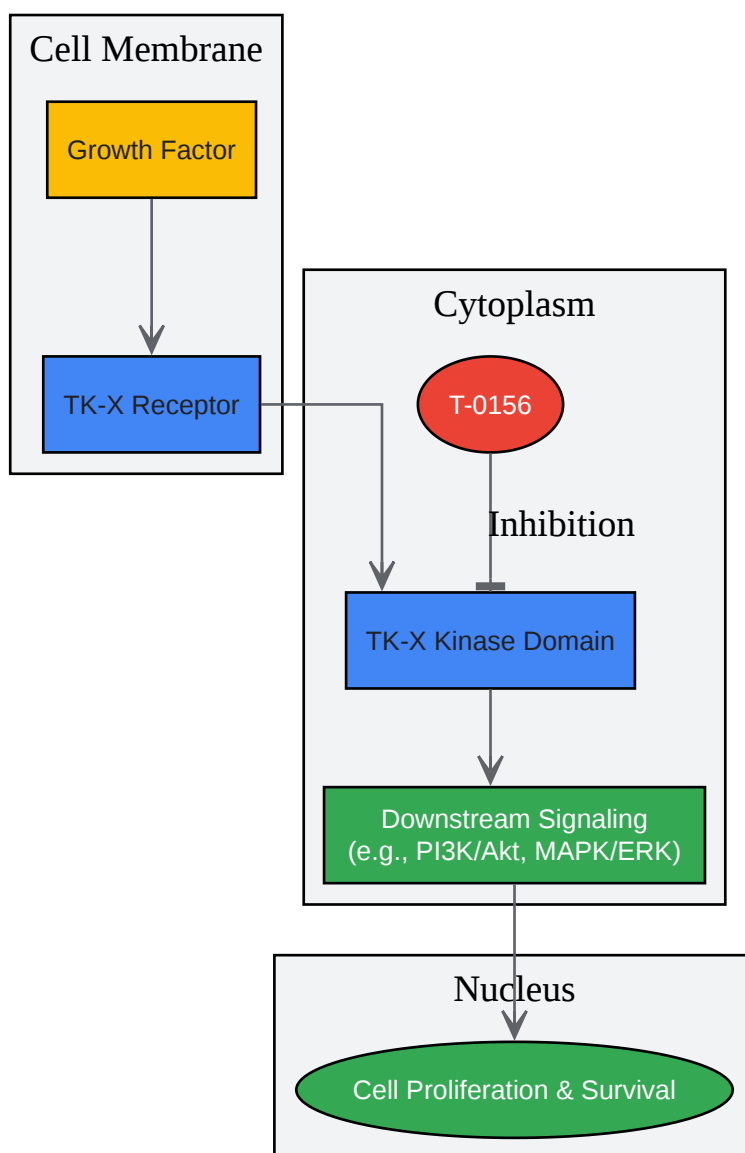 Cell Membrane
Growth Factor
TK-X Receptor
Cytoplasm
T-0156
Inhibition
TK-X Kinase Domain
Downstream Signaling
(e.g., PI3K/Akt, MAPK/ERK)
Nucleus
Cell Proliferation & Survival